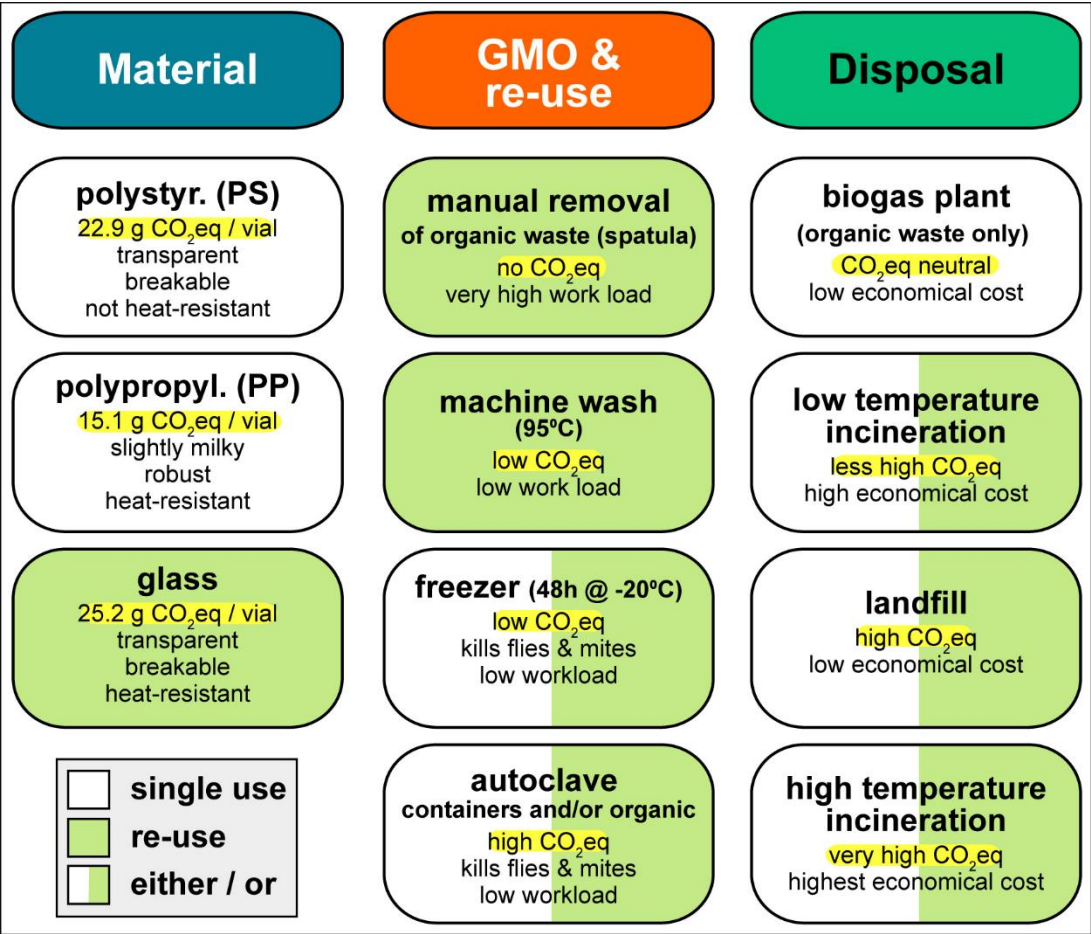 Material
polystyr. (PS)
22.9 g CO₂eq / vial
transparent
breakable
not heat-resistant
polypropyl. (PP)
15.1 g CO₂eq / vial
slightly milky
robust
heat-resistant
glass
25.2 g CO₂eq / vial
transparent
breakable
heat-resistant
single use
re-use
either / or
GMO &
re-use
manual removal
of organic waste (spatula)
no CO₂eq
very high work load
machine wash
(95ºC)
low CO₂eq
low work load
freezer (48h @ -20ºC)
low CO₂eq
kills flies & mites
low workload
autoclave
containers and/or organic
high CO₂eq
kills flies & mites
low workload
Disposal
biogas plant
(organic waste only)
CO₂eq neutral
low economical cost
low temperature
incineration
less high CO₂eq
high economical cost
landfill
high CO₂eq
low economical cost
high temperature
incineration
very high CO₂eq
highest economical cost